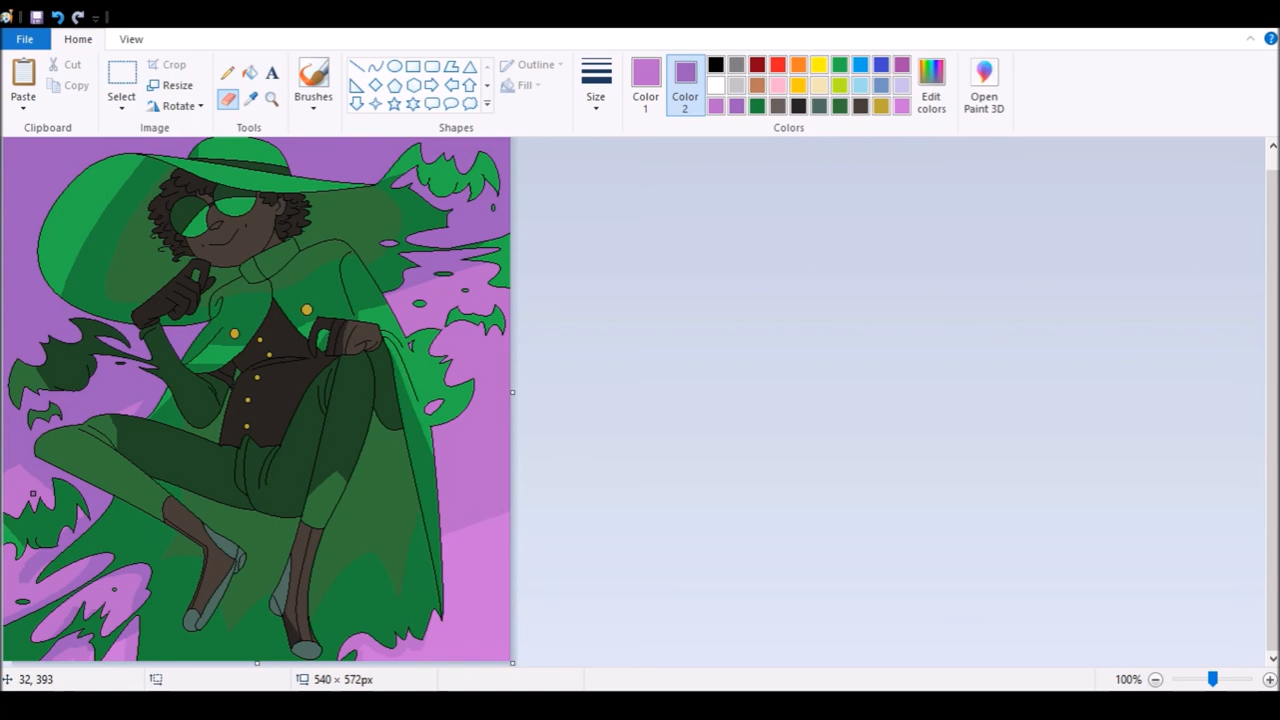 File Home View
Paste
Cut
Copy
Clipboard
Select
Crop
Resize
Rotate
Image
A
Tools
Brushes
Outline
Fill
Shapes
Size
Color 1
Color 2
Edit colors
Colors
Open Paint 3D
?
32, 393
540 × 572px
100%